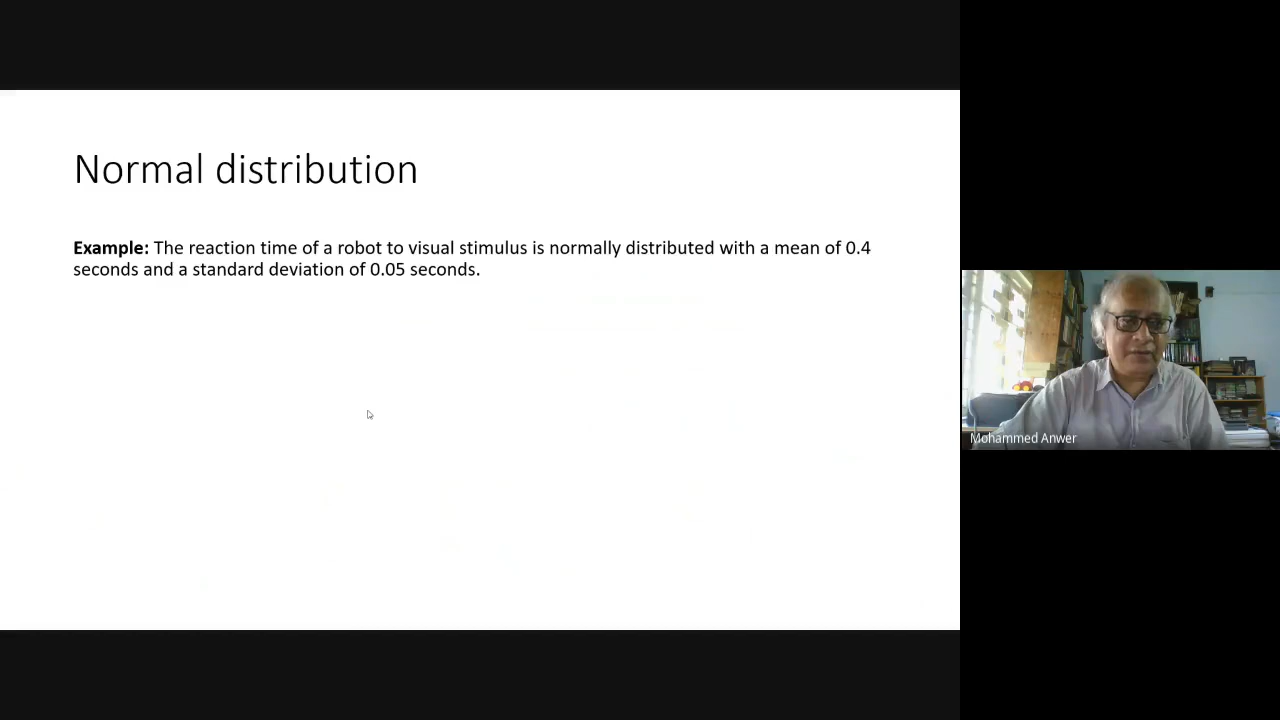 Normal distribution
Example: The reaction time of a robot to visual stimulus is normally distributed with a mean of 0.4
seconds and a standard deviation of 0.05 seconds.
Mohammed Anwer